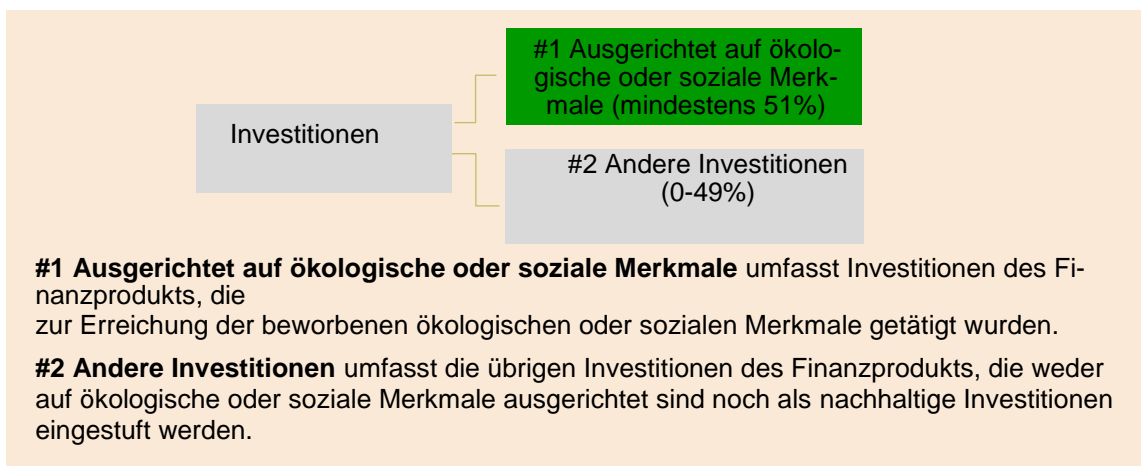 #1 Ausgerichtet auf ökolo-
gische oder soziale Merk-
male (mindestens 51%)
Investitionen
#2 Andere Investitionen
(0-49%)
#1 Ausgerichtet auf ökologische oder soziale Merkmale umfasst Investitionen des Fi-
nanzprodukts, die
zur Erreichung der beworbenen ökologischen oder sozialen Merkmale getätigt wurden.
#2 Andere Investitionen umfasst die übrigen Investitionen des Finanzprodukts, die weder
auf ökologische oder soziale Merkmale ausgerichtet sind noch als nachhaltige Investitionen
eingestuft werden.